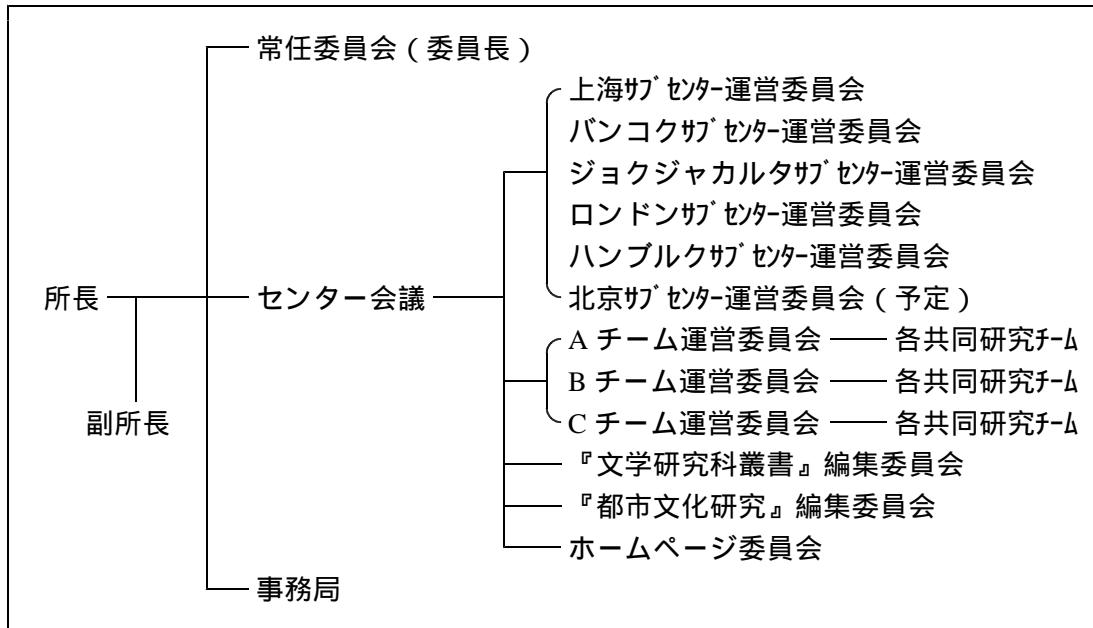 常任委員会（委員長）
上海ｻﾌﾞｾﾝﾀｰ運営委員会
バンコクｻﾌﾞｾﾝﾀｰ運営委員会
ジョクジャカルタｻﾌﾞｾﾝﾀｰ運営委員会
ロンドンｻﾌﾞｾﾝﾀｰ運営委員会
ハンブルクｻﾌﾞｾﾝﾀｰ運営委員会
所長 センター会議 北京ｻﾌﾞｾﾝﾀｰ運営委員会（予定）
A チーム運営委員会 各共同研究ﾁｰﾑ
B チーム運営委員会 各共同研究ﾁｰﾑ
副所長 C チーム運営委員会 各共同研究ﾁｰﾑ
『文学研究科叢書』編集委員会
『都市文化研究』編集委員会
ホームページ委員会
事務局